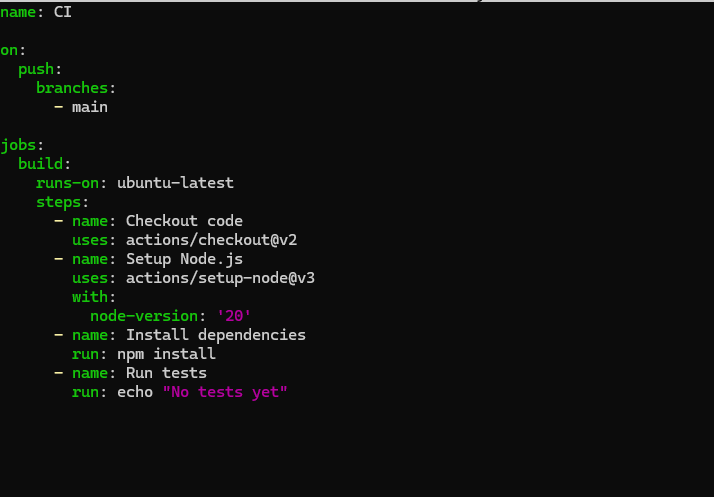 name: CI
on:
push:
branches:
- main
jobs:
build:
runs-on: ubuntu-latest
steps:
- name: Checkout code
uses: actions/checkout@v2
- name: Setup Node.js
uses: actions/setup-node@v3
with:
node-version: '20'
- name: Install dependencies
run: npm install
- name: Run tests
run: echo "No tests yet"